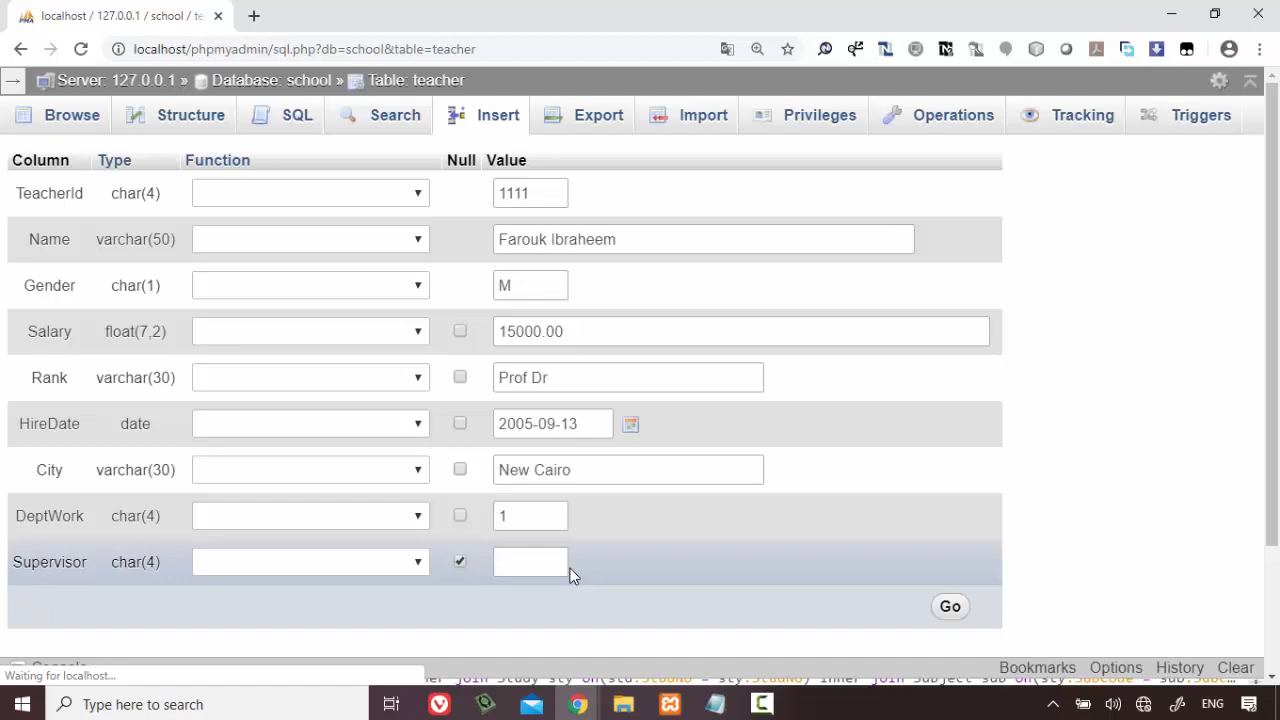 localhost / 127.0.0.1 / school / te
localhost/phpmyadmin/sql.php?db=school&table=teacher
Server: 127.0.0.1 » Database: school » Table: teacher
Browse Structure SQL Search Insert Export Import Privileges Operations Tracking Triggers
Column Type Function Null Value
TeacherId char(4) 1111
Name varchar(50) Farouk Ibraheem
Gender char(1) M
Salary float(7,2) 15000.00
Rank varchar(30) Prof Dr
HireDate date 2005-09-13
City varchar(30) New Cairo
DeptWork char(4) 1
Supervisor char(4)
Go
Console Bookmarks Options History Clear
Waiting for localhost...
Type here to search ENG